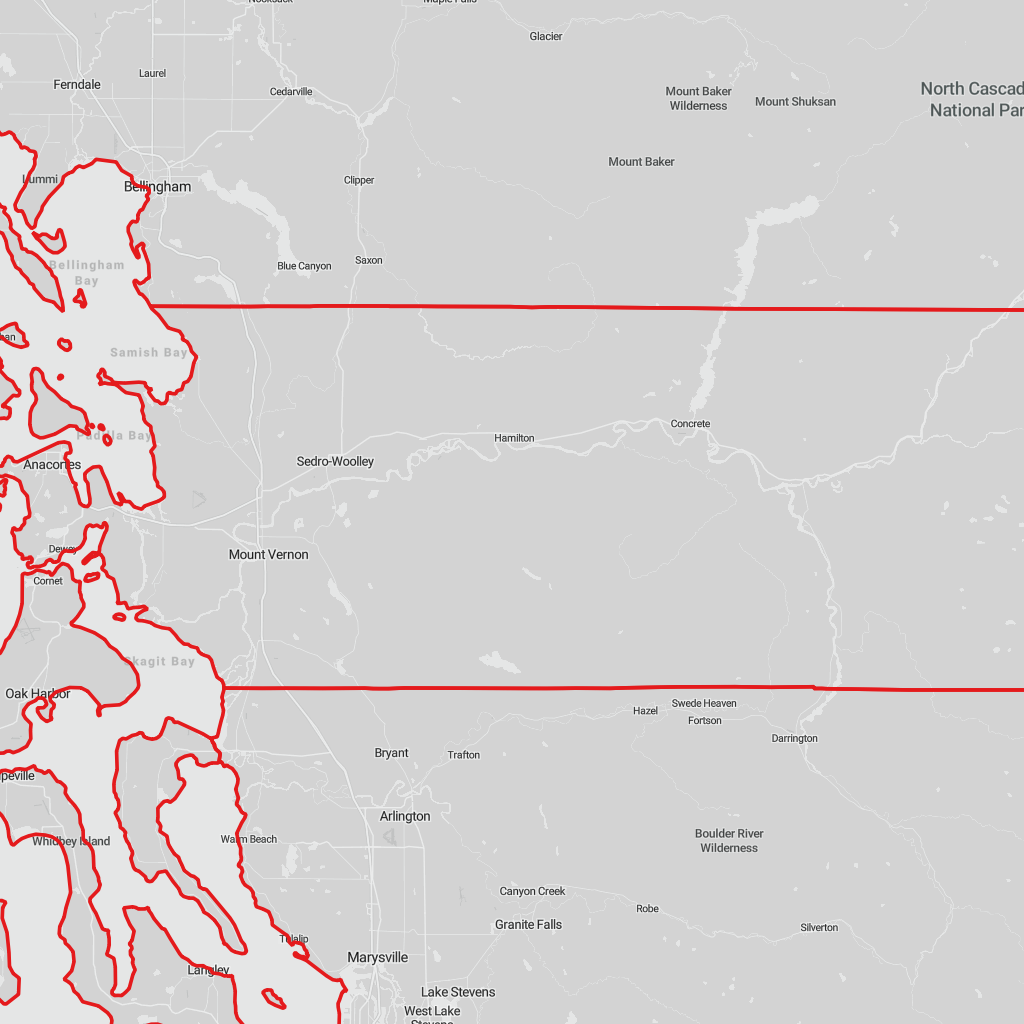 Nooksack
Maple Falls
Glacier
Laurel
Ferndale
Cedarville
Mount Baker
Wilderness
Mount Shuksan
North Cascad
National Par
Mount Baker
Lummi
Bellingham
Clipper
Bellingham
Bay
Blue Canyon
Saxon
an
Samish Bay
Concrete
Padilla Bay
Hamilton
Anacortes
Sedro-Woolley
Dewey
Mount Vernon
Cornet
Skagit Bay
Oak Harbor
Hazel
Swede Heaven
Fortson
Darrington
Bryant
Trafton
peville
Arlington
Whidbey Island
Warm Beach
Boulder River
Wilderness
Canyon Creek
Robe
Granite Falls
Silverton
Tulalip
Marysville
Langley
Lake Stevens
West Lake
Stevens